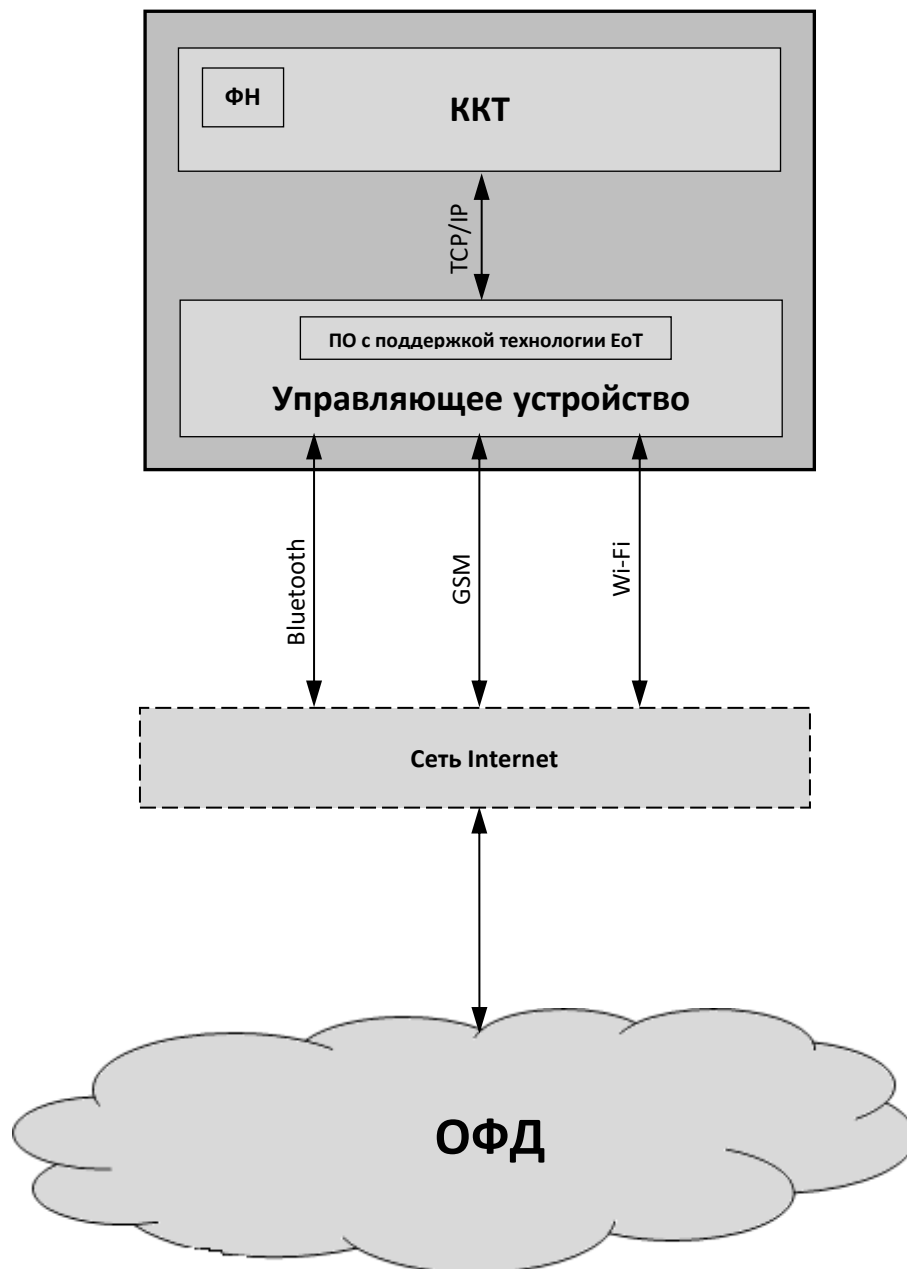 ФН
ККТ
TCP/IP
ПО с поддержкой технологии EoT
Управляющее устройство
Bluetooth
GSM
Wi-Fi
Сеть Internet
ОФД